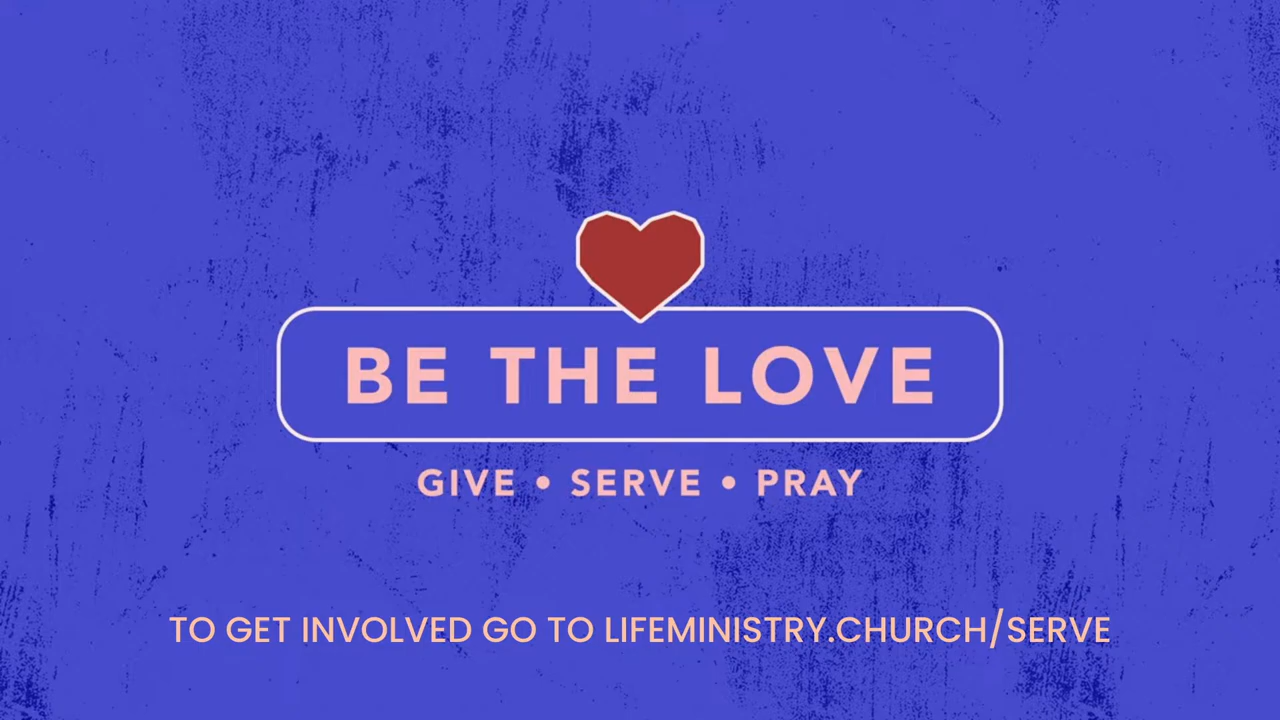 BE THE LOVE
GIVE • SERVE • PRAY
TO GET INVOLVED GO TO LIFEMINISTRY.CHURCH/SERVE